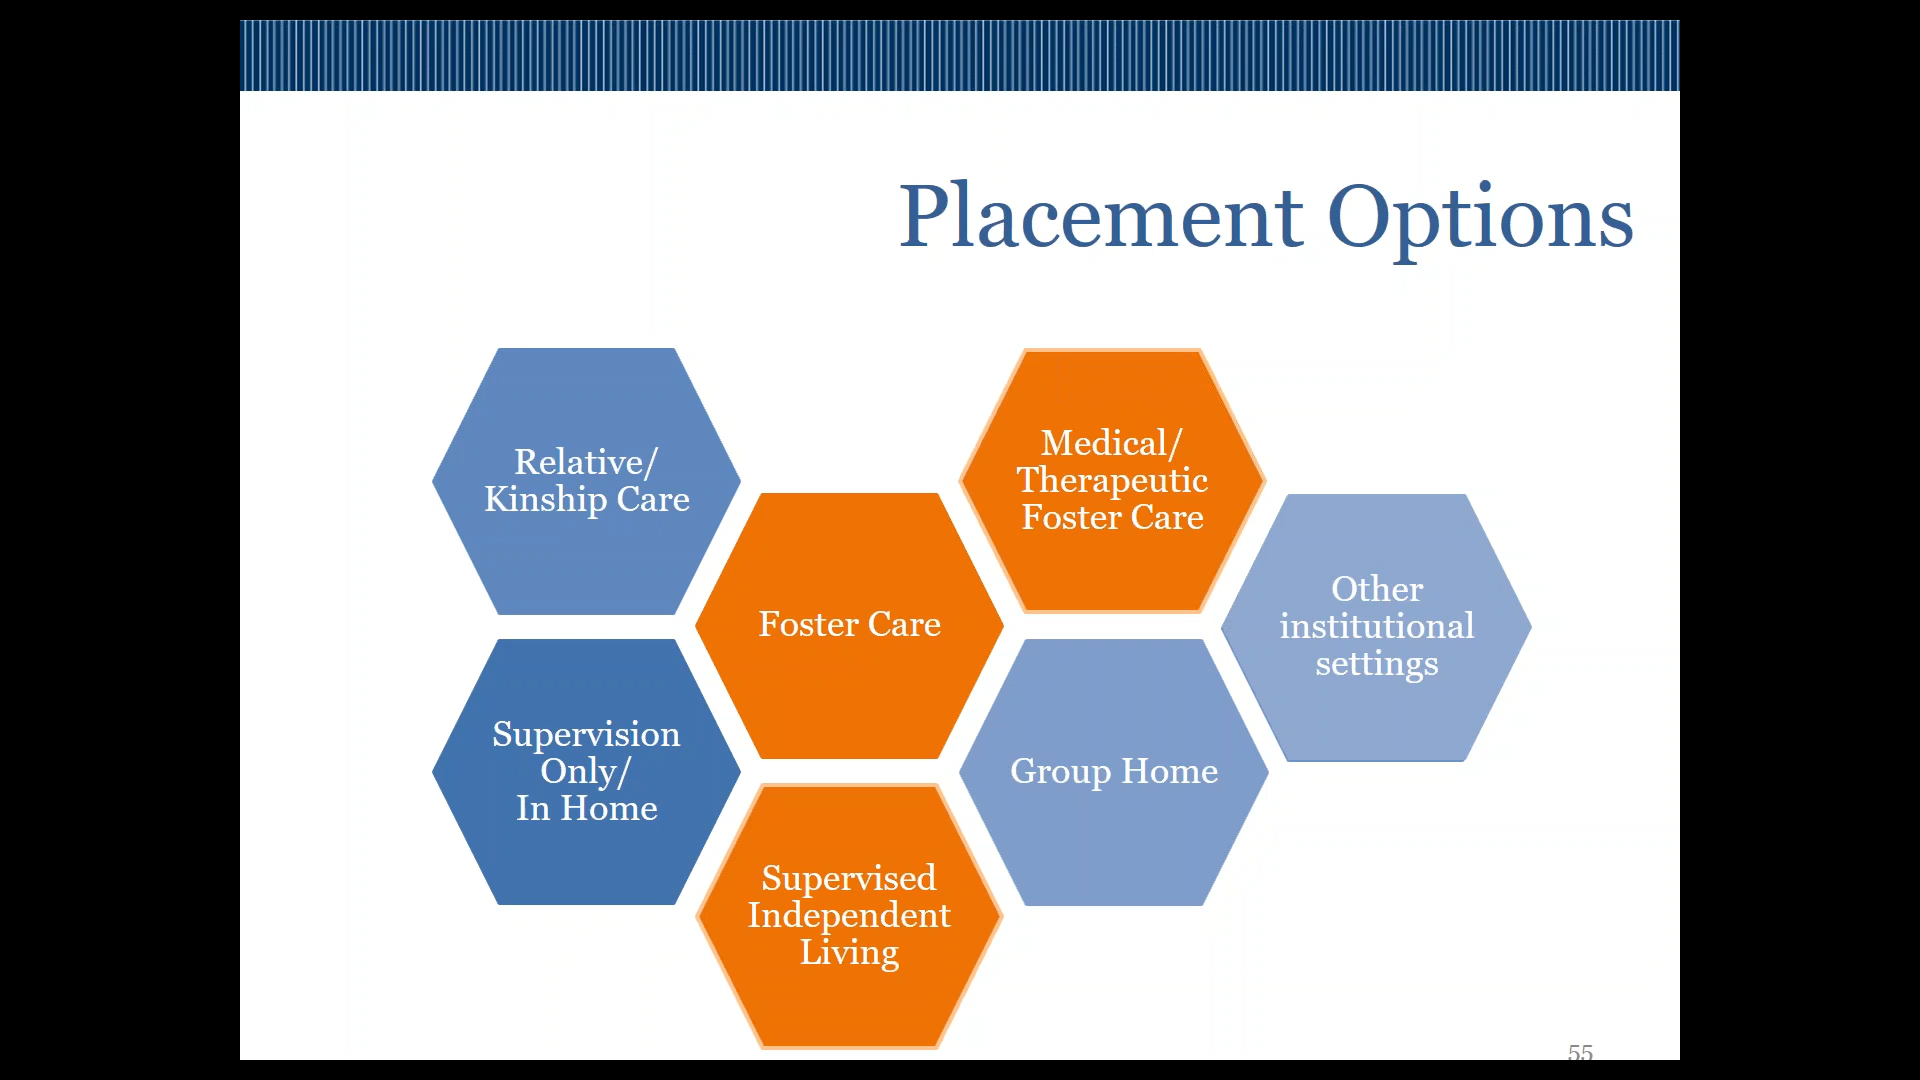 Placement Options
Relative/
Kinship Care
Medical/
Therapeutic
Foster Care
Foster Care
Other
institutional
settings
Supervision
Only/
In Home
Group Home
Supervised
Independent
Living
55